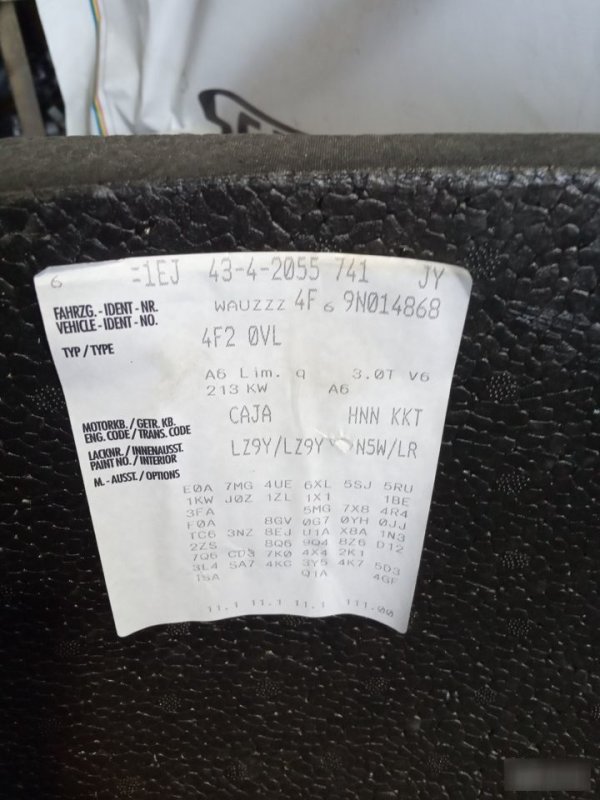 6 =1EJ 43-4-2055 741 JY
FAHRZG.-IDENT-NR. WAUZZZ 4F 6 9N014868
VEHICLE-IDENT-NO.
4F2 0VL
TYP/TYPE
A6 Lim. q 3.0T V6
213 KW A6
MOTORKB./GETR.KB. CAJA HNN KKT
ENG.CODE/TRANS.CODE
LACKNR./INNENAUSST. LZ9Y/LZ9Y N5W/LR
PAINT NO./INTERIOR
M.-AUSST./OPTIONS
E0A 7MG 4UE 6XL 5SJ 5RU
1KW J0Z 1ZL 1X1 1BE
3FA 5MG 7X8 4R4
F0A 8GV 0G7 0YH 0JJ
TC6 3NZ 8EJ U1A X8A 1N3
2ZS 8Q6 9Q4 8Z6 D12
7Q6 CD3 7K0 4X4 2K1
3L4 5A7 4KC 3Y5 4K7 5D3
1SA Q1A 4GF
11.1 11.1 11.1 111.00